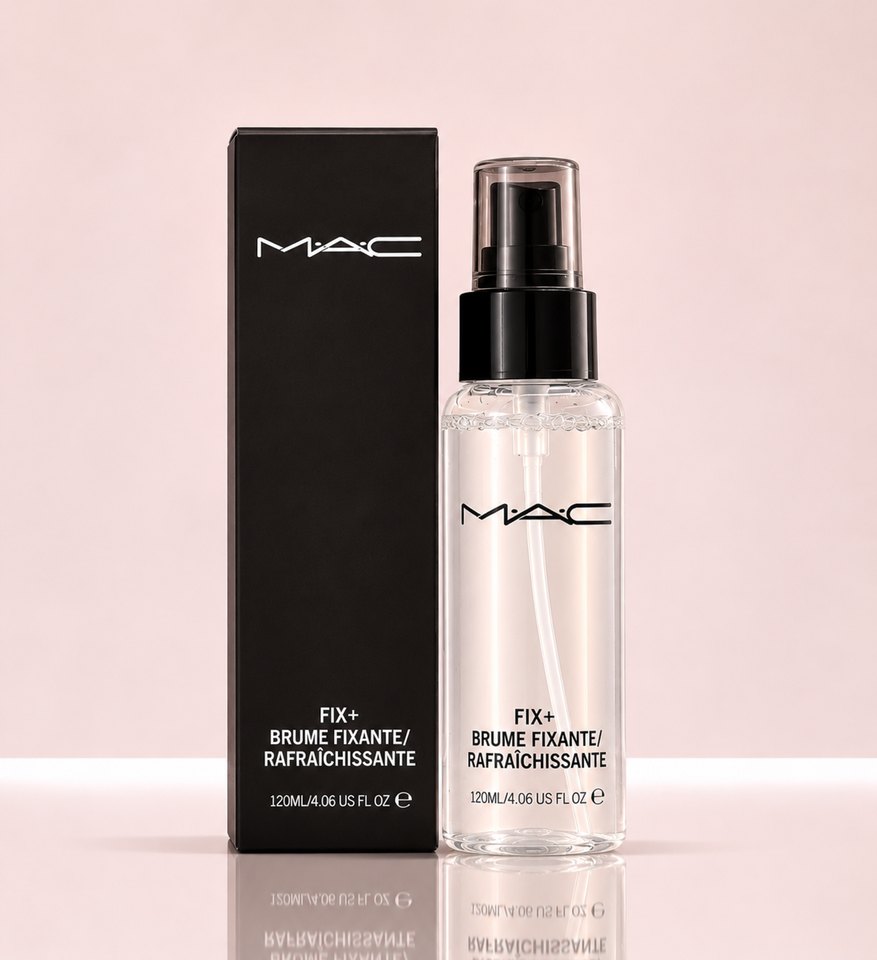 M·A·C
FIX+
BRUME FIXANTE/
RAFRAÎCHISSANTE
120ML/4.06 US FL OZ ℮
M·A·C
FIX+
BRUME FIXANTE/
RAFRAÎCHISSANTE
120ML/4.06 US FL OZ ℮